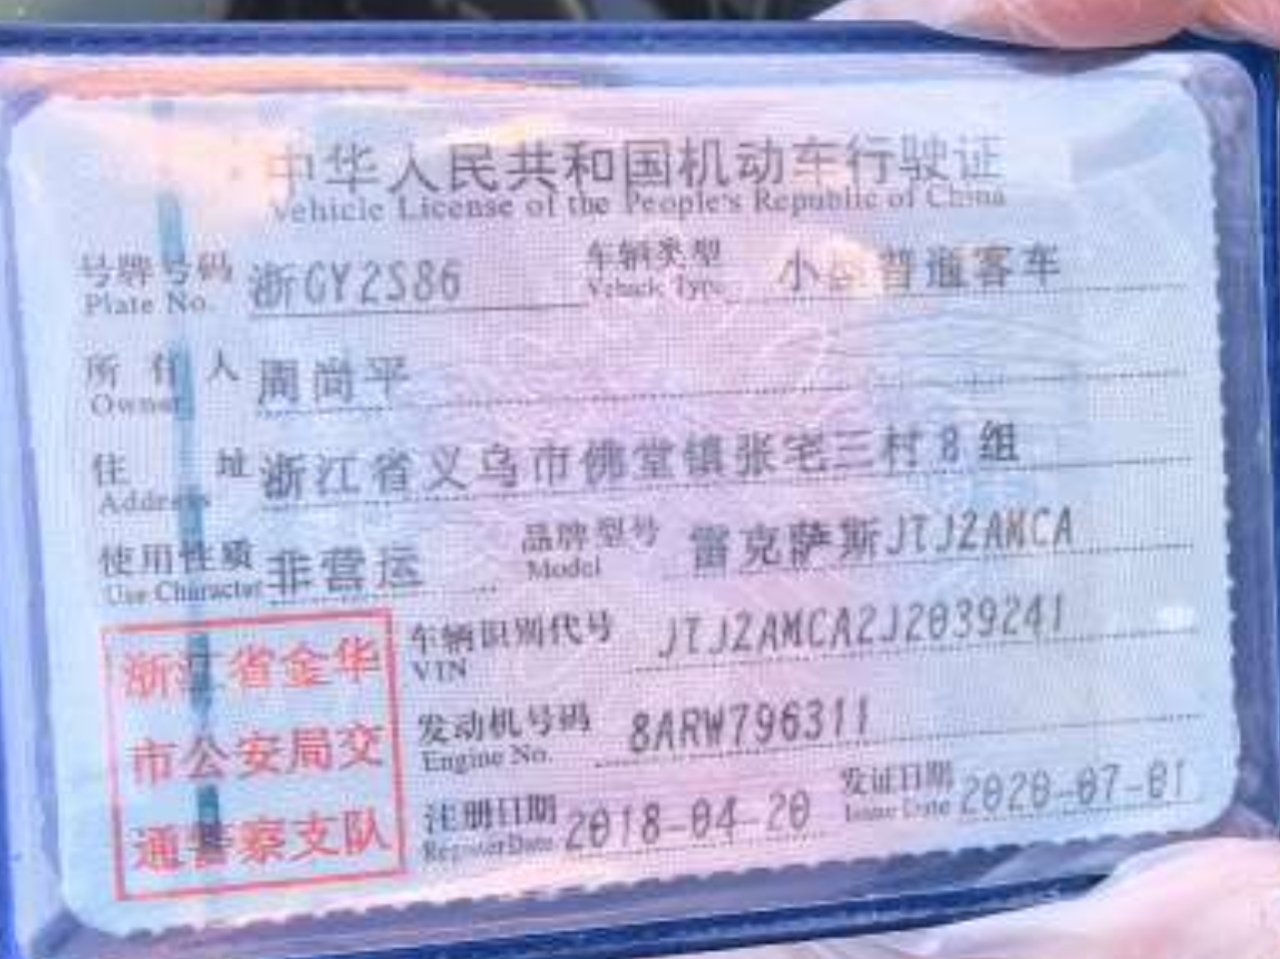 中华人民共和国机动车行驶证
Vehicle License of the People's Republic of China
号牌号码 浙GY2S86 车辆类型 小型普通客车
Plate No. Vehicle Type
所有人 周尚平
Owner
住址 浙江省义乌市佛堂镇张宅三村8组
Address
使用性质 非营运 品牌型号 雷克萨斯JTJ2AMCA
Use Character Model
浙江省金华
市公安局交
通警察支队
车辆识别代号 JTJ2AMCA2J2039241
VIN
发动机号码 8ARW796311
Engine No.
注册日期 2018-04-20 发证日期 2020-07-01
Register Date Issue Date